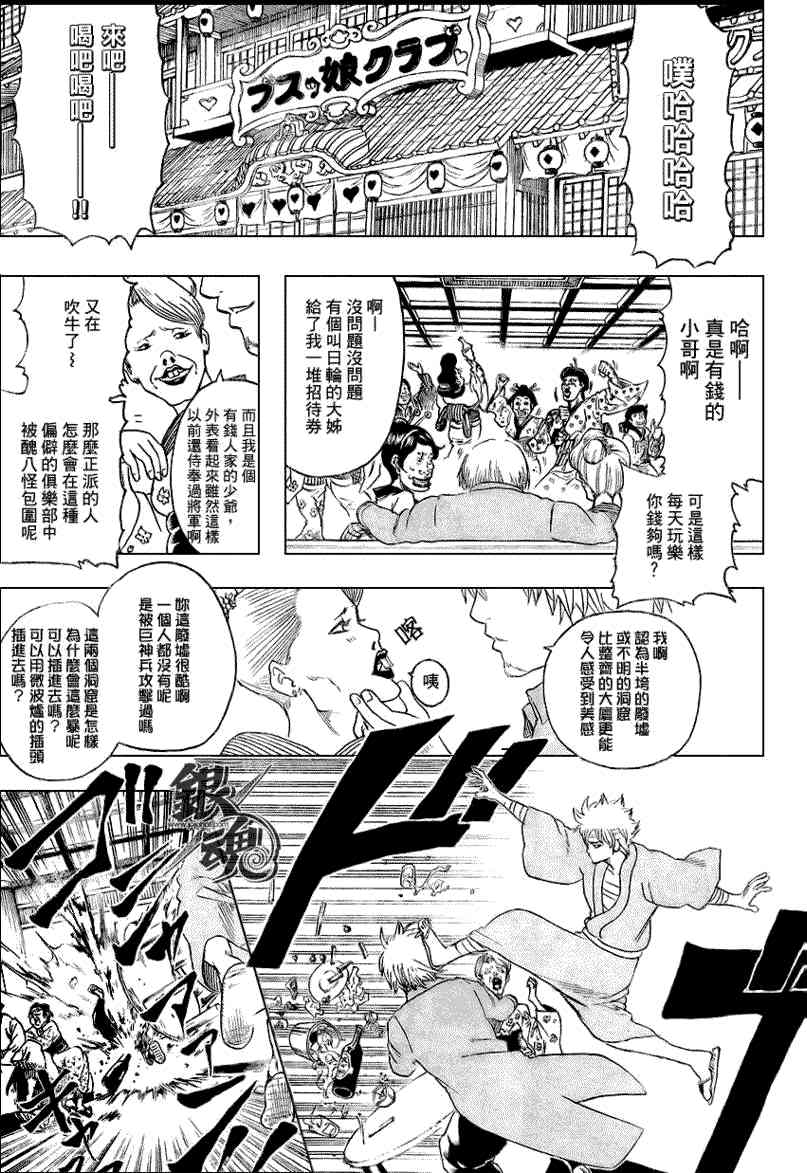 噗哈哈哈哈
ブスッ娘クラブ
ク
來吧——
喝吧喝吧——!!
哈啊——
真是有錢的
小哥啊
可是這樣
每天玩樂
你錢夠嗎?
啊—
沒問題沒問題
有個叫日輪的大姊
給了我一堆招待券
而且我是個
有錢人家的少爺,
外表看起來雖然這樣
以前還侍奉過將軍啊
又在
吹牛了~
那麼正派的人
怎麼會在這種
偏僻的俱樂部中
被醜八怪包圍呢
我啊
認為半垮的廢墟
或不明的洞窟
比整齊的大廈更能
令人感受到美感
喀
咦
妳這廢墟很酷啊
一個人都沒有呢
是被巨神兵攻擊過嗎
這兩個洞窟是怎樣
為什麼會這麼暴呢
可以插進去嗎?
可以用微波爐的插頭
插進去嗎?
銀魂